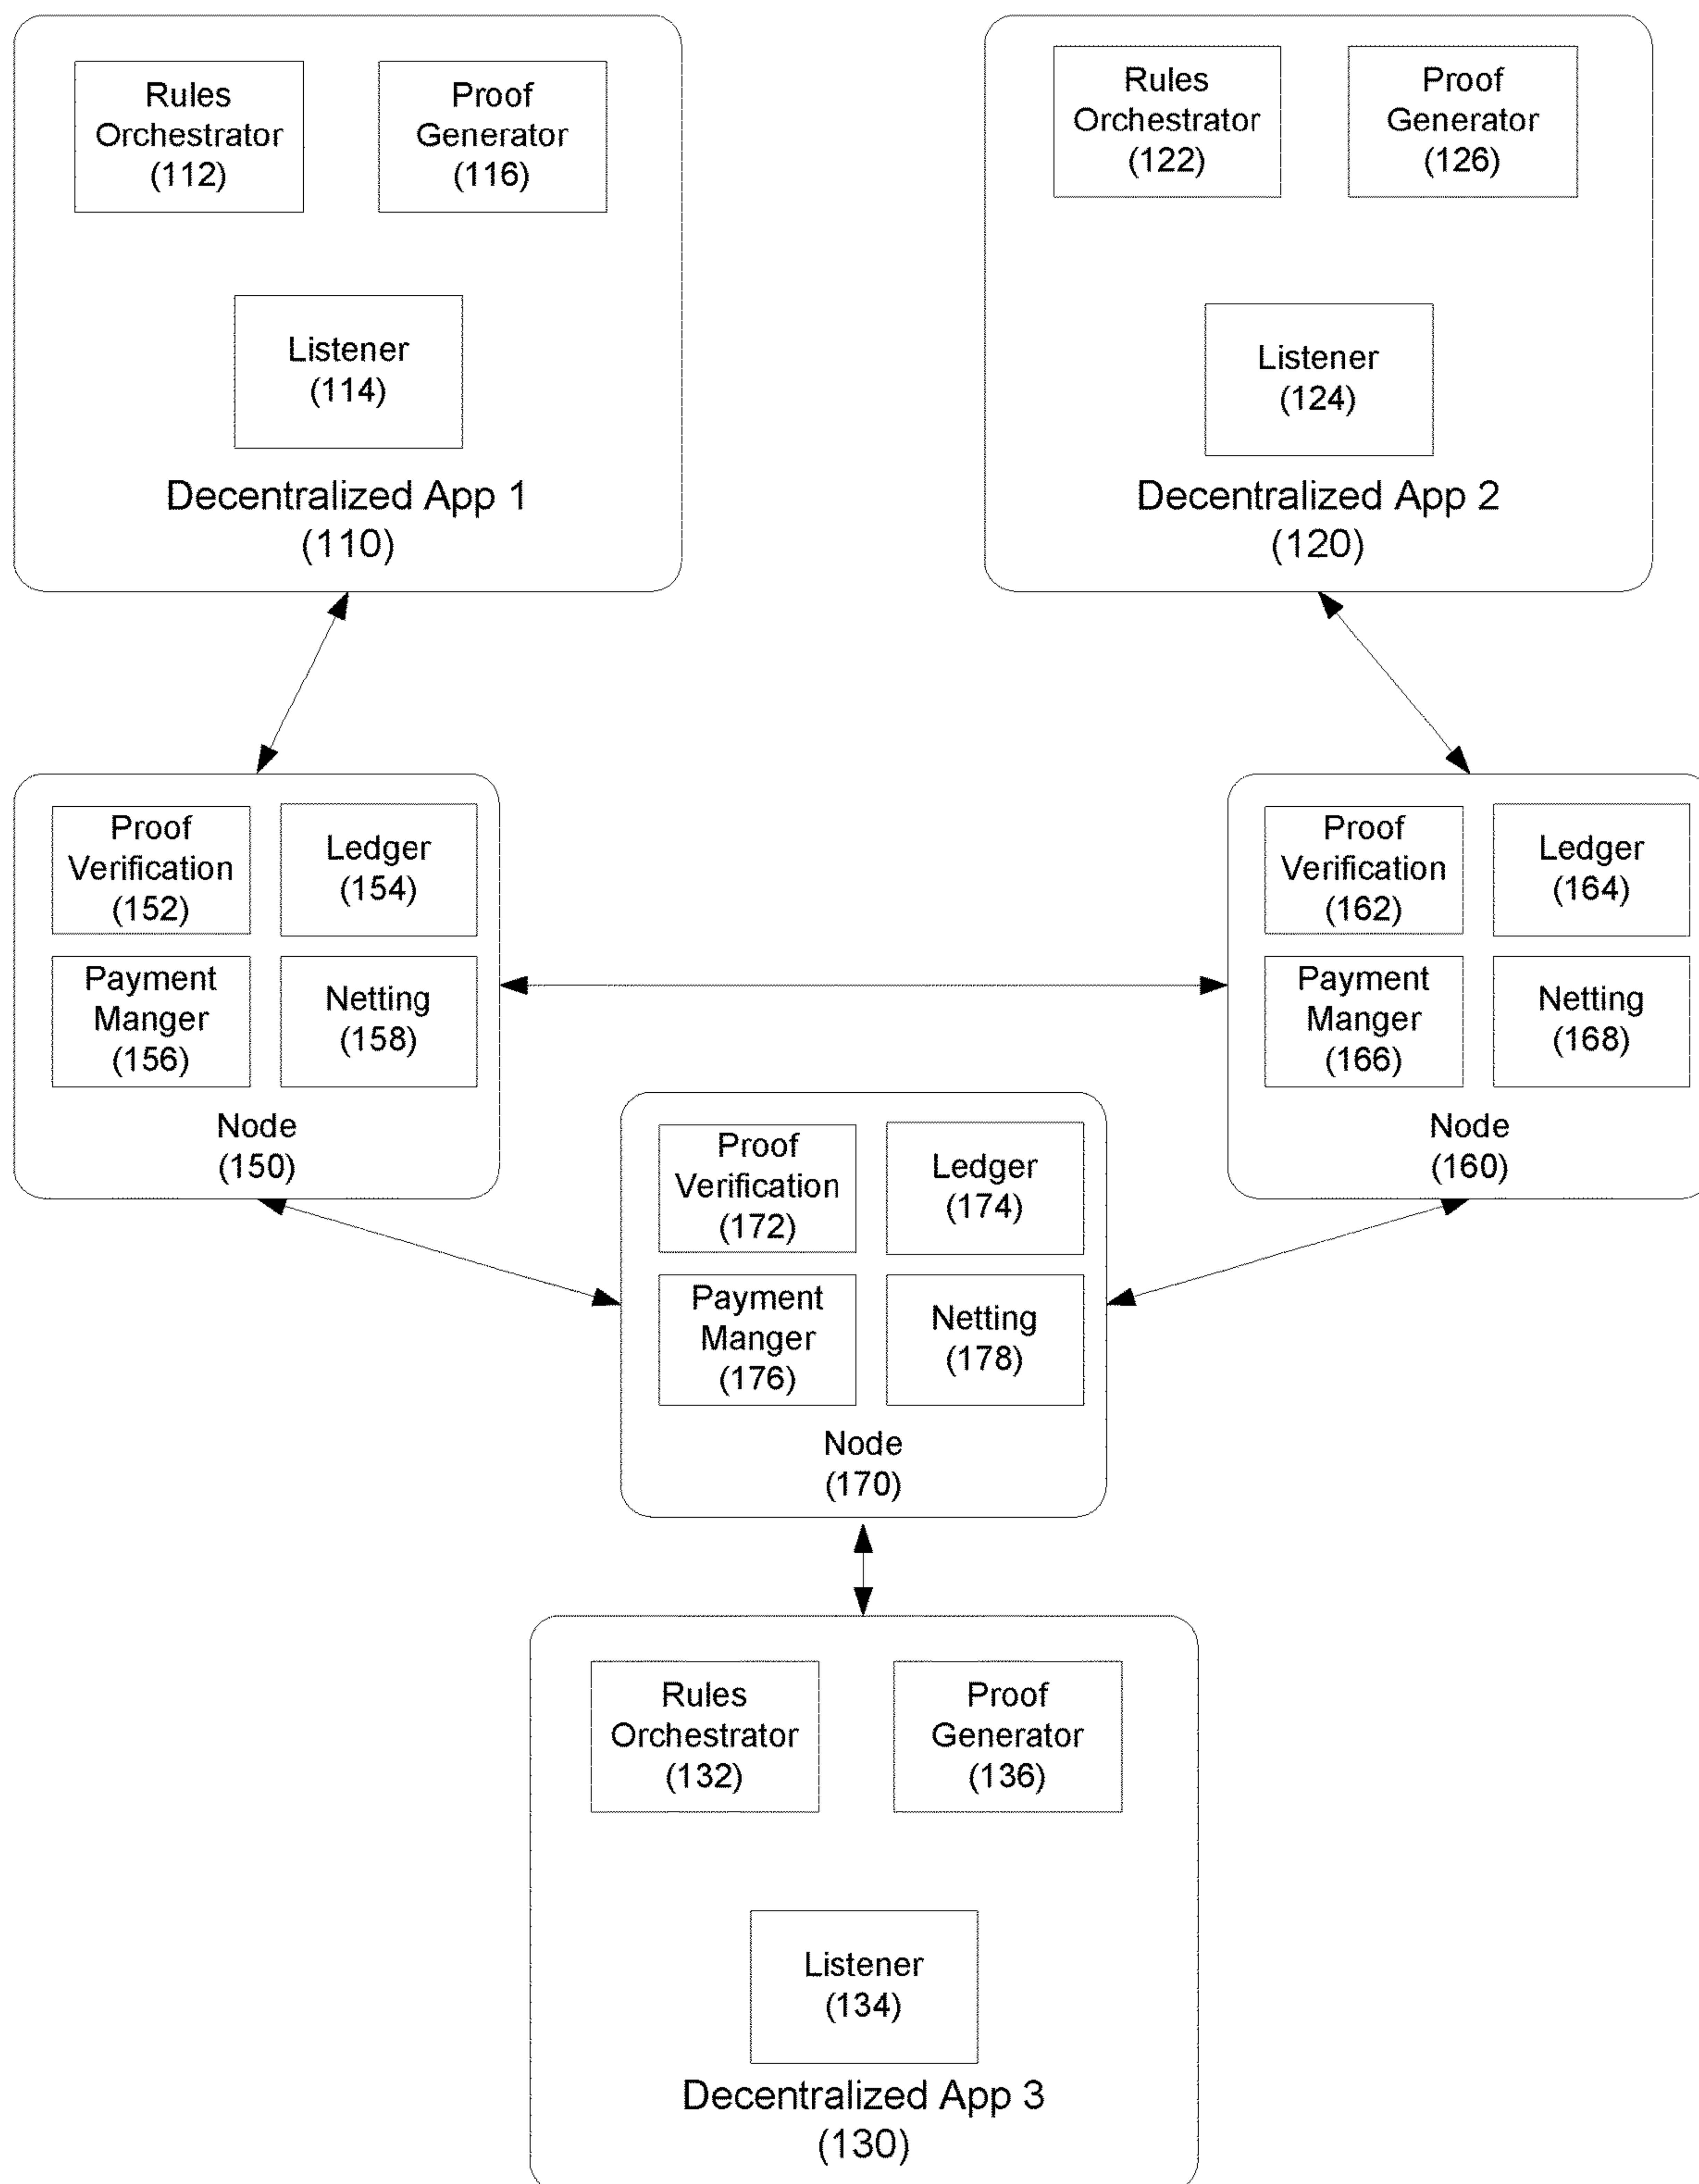 Rules
Orchestrator
(112)
Proof
Generator
(116)
Listener
(114)
Decentralized App 1
(110)
Rules
Orchestrator
(122)
Proof
Generator
(126)
Listener
(124)
Decentralized App 2
(120)
Proof
Verification
(152)
Ledger
(154)
Payment
Manger
(156)
Netting
(158)
Node
(150)
Proof
Verification
(162)
Ledger
(164)
Payment
Manger
(166)
Netting
(168)
Node
(160)
Proof
Verification
(172)
Ledger
(174)
Payment
Manger
(176)
Netting
(178)
Node
(170)
Rules
Orchestrator
(132)
Proof
Generator
(136)
Listener
(134)
Decentralized App 3
(130)